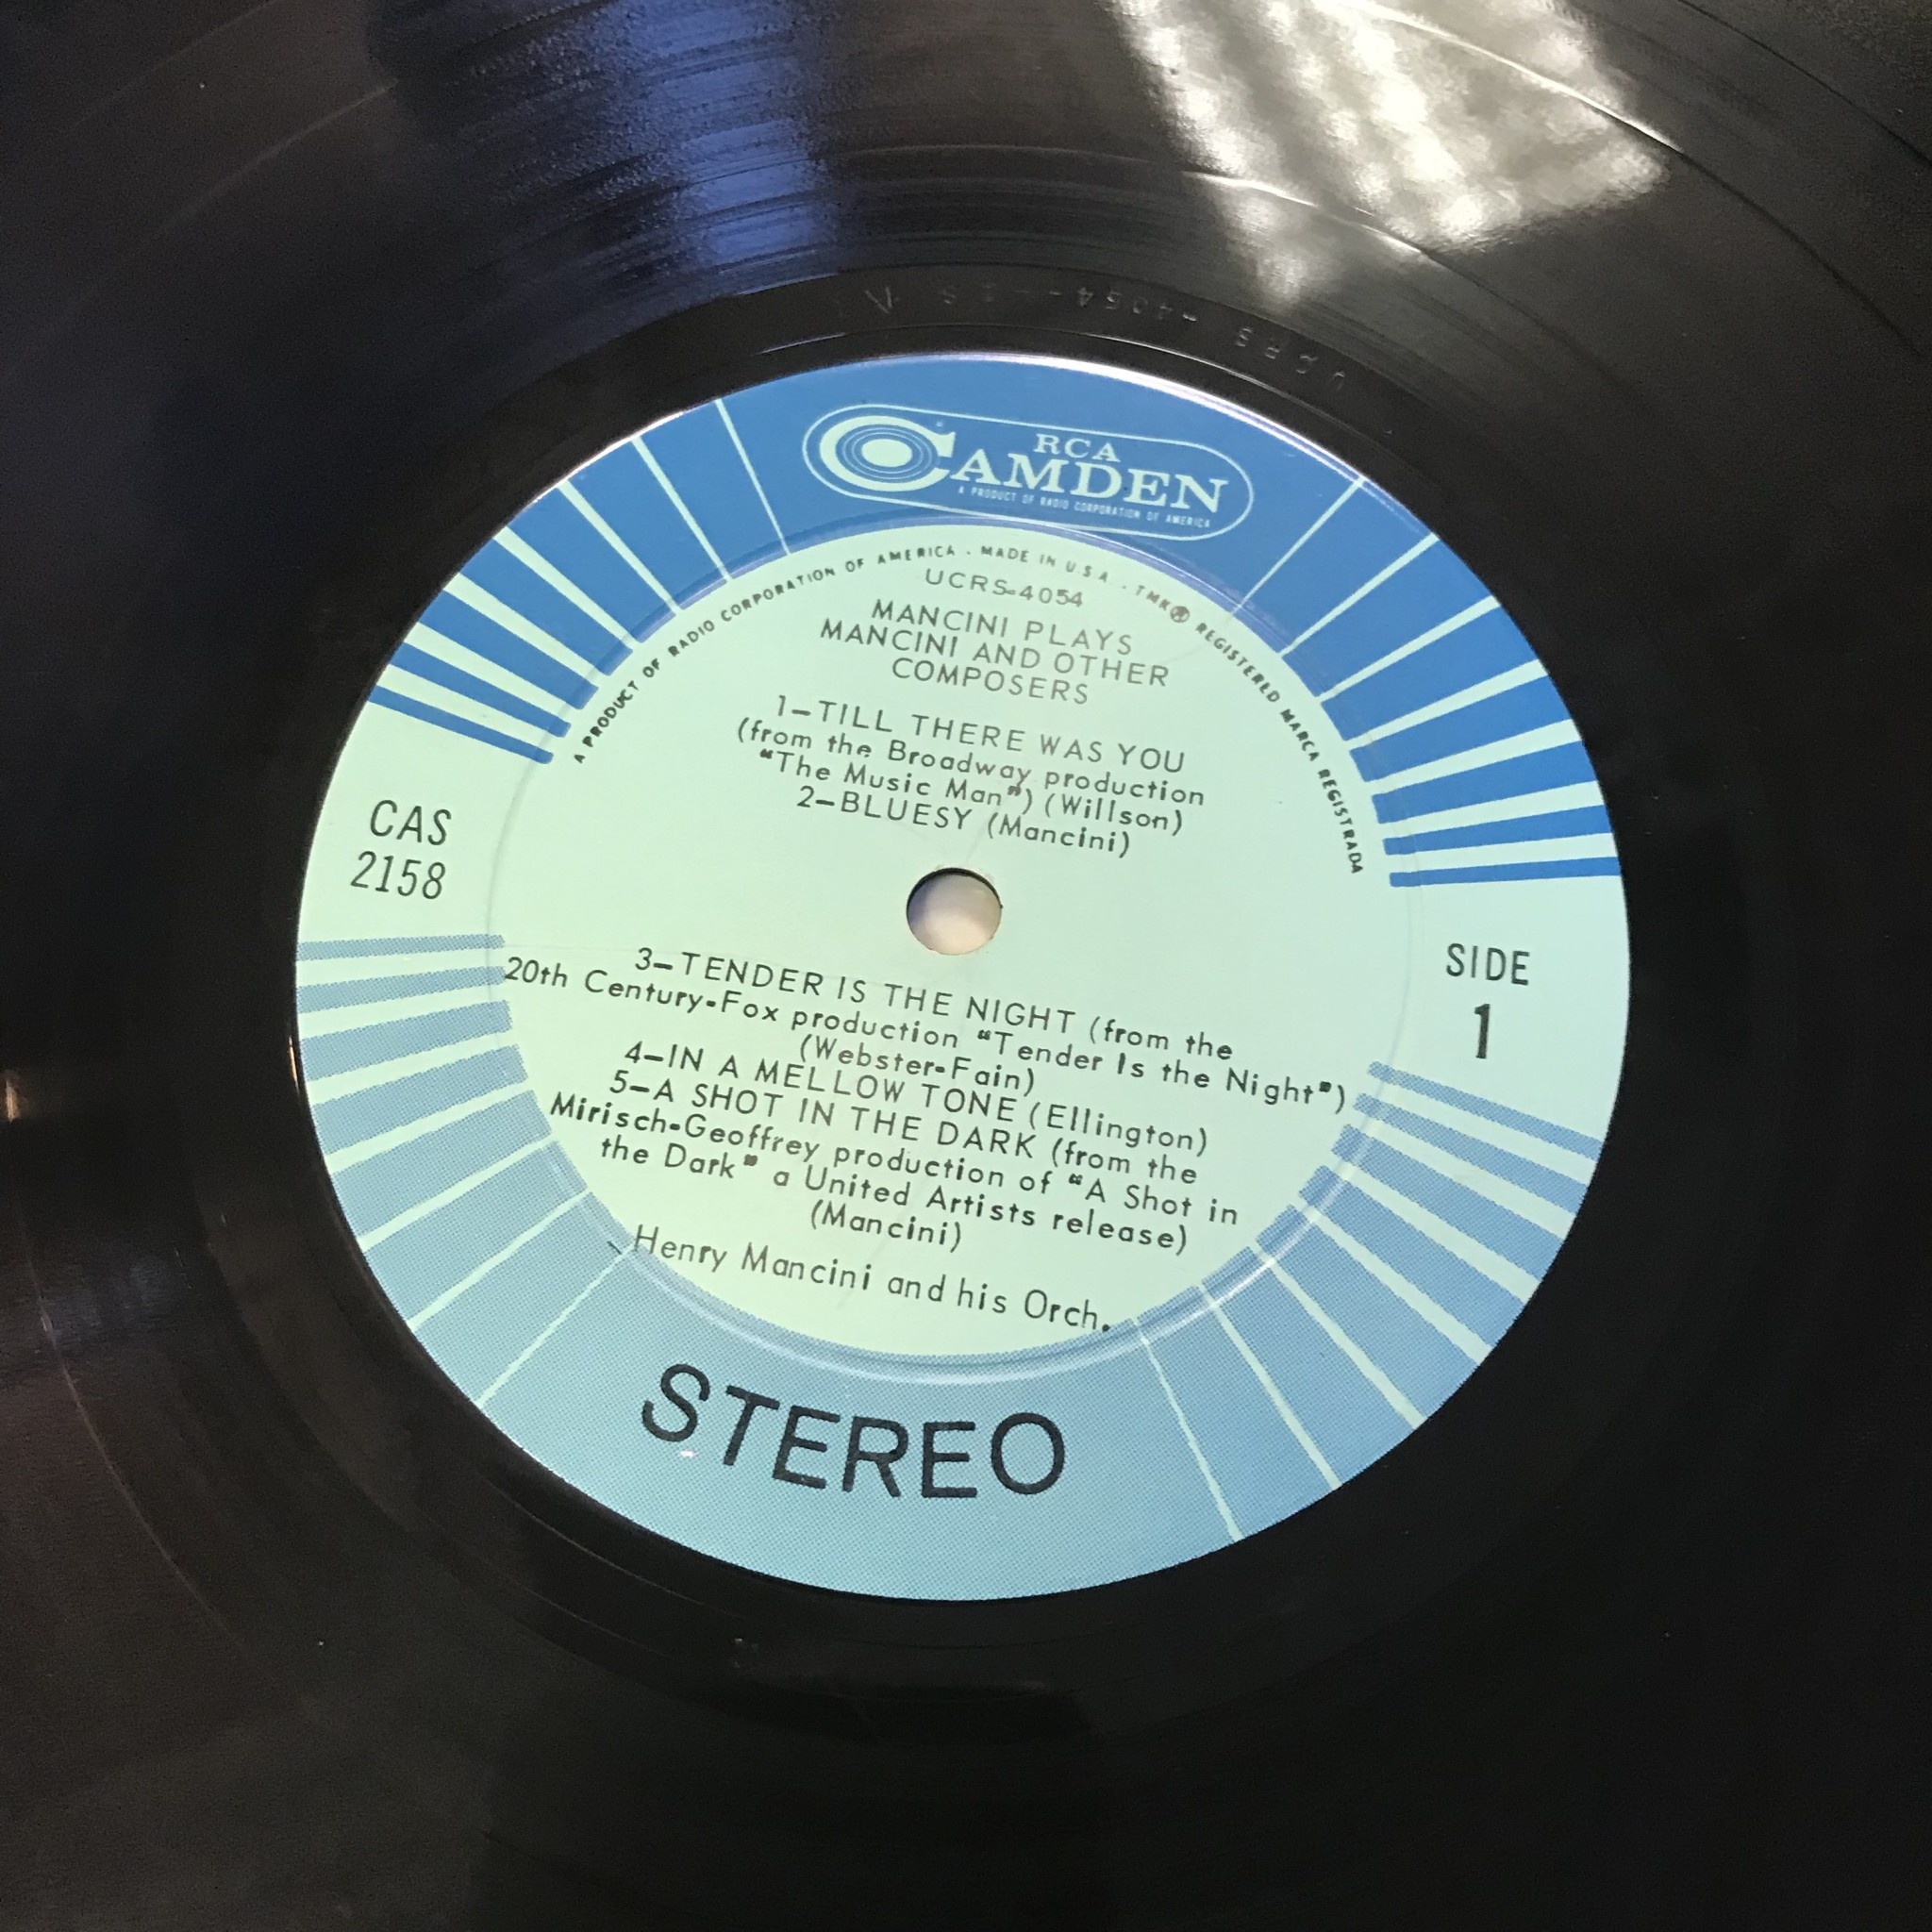 RCA
CAMDEN
A PRODUCT OF RADIO CORPORATION OF AMERICA
A PRODUCT OF RADIO CORPORATION OF AMERICA . MADE IN U.S.A. . TMK® REGISTERED MARCA REGISTRADA
UCRS-4054
MANCINI PLAYS
MANCINI AND OTHER
COMPOSERS
1-TILL THERE WAS YOU
(from the Broadway production
"The Music Man") (Willson)
2-BLUESY (Mancini)
CAS
2158
SIDE
1
3-TENDER IS THE NIGHT (from the
20th Century-Fox production "Tender Is the Night")
(Webster-Fain)
4-IN A MELLOW TONE (Ellington)
5-A SHOT IN THE DARK (from the
Mirisch-Geoffrey production of "A Shot in
the Dark" a United Artists release)
(Mancini)
Henry Mancini and his Orch.
STEREO